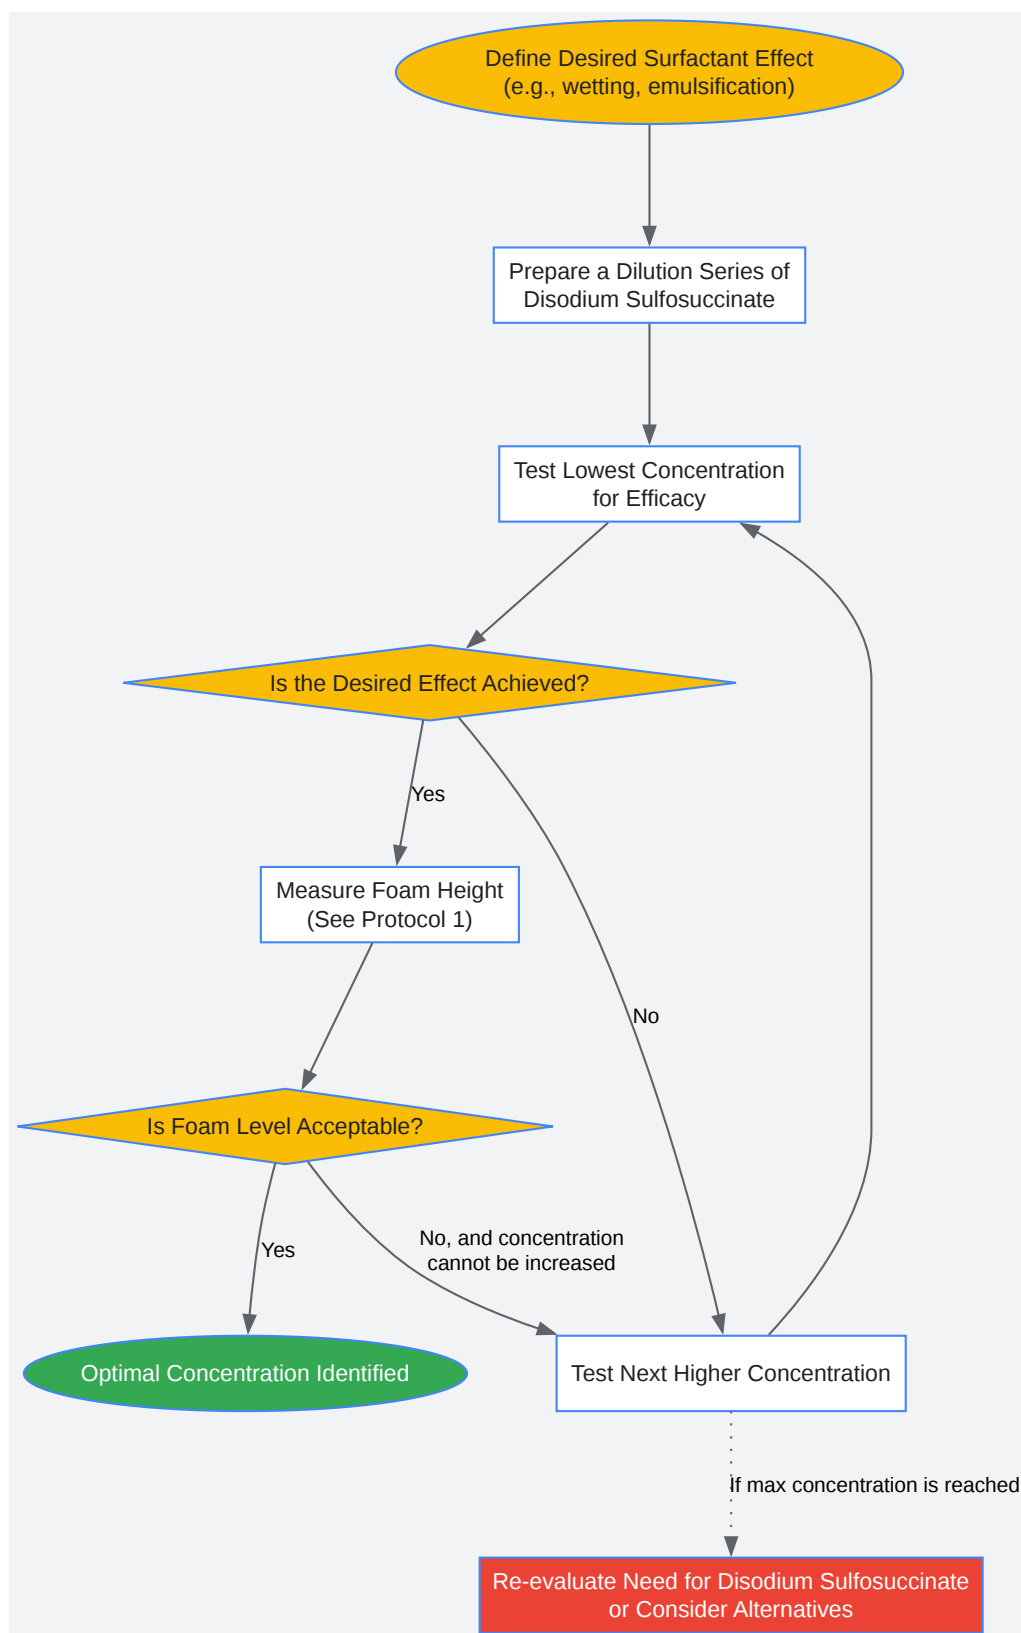 Define Desired Surfactant Effect
(e.g., wetting, emulsification)
Prepare a Dilution Series of
Disodium Sulfosuccinate
Test Lowest Concentration
for Efficacy
Is the Desired Effect Achieved?
Yes
Measure Foam Height
(See Protocol 1)
No
Is Foam Level Acceptable?
Yes
No, and concentration
cannot be increased
Optimal Concentration Identified
Test Next Higher Concentration
If max concentration is reached
Re-evaluate Need for Disodium Sulfosuccinate
or Consider Alternatives